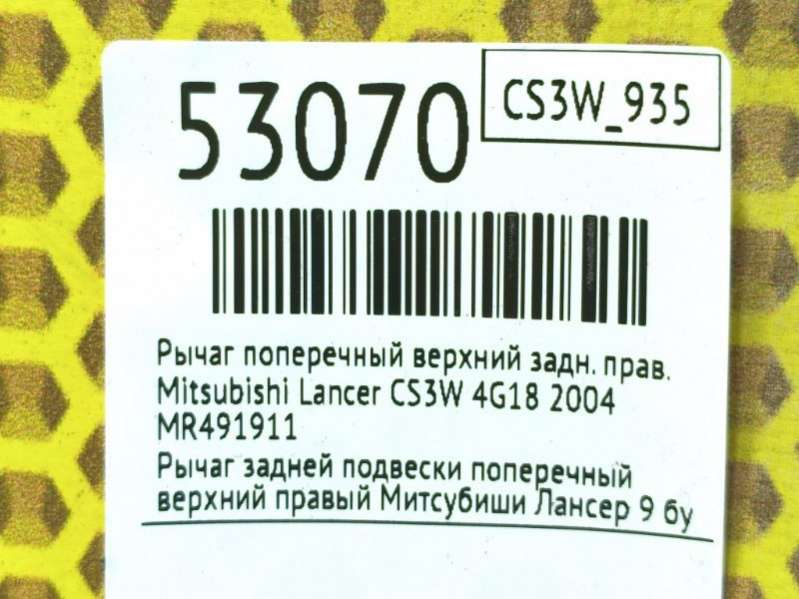 53070
CS3W_935
Рычаг поперечный верхний задн. прав.
Mitsubishi Lancer CS3W 4G18 2004
MR491911
Рычаг задней подвески поперечный
верхний правый Митсубиши Лансер 9 бу